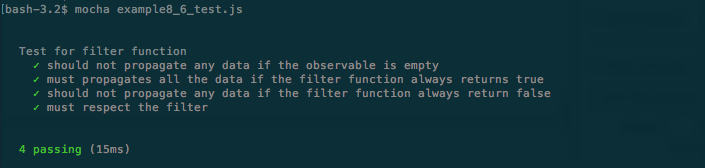 [bash-3.2$ mocha example8_6_test.js
Test for filter function
✓ should not propagate any data if the observable is empty
✓ must propagates all the data if the filter function always returns true
✓ should not propagate any data if the filter function always return false
✓ must respect the filter
4 passing (15ms)